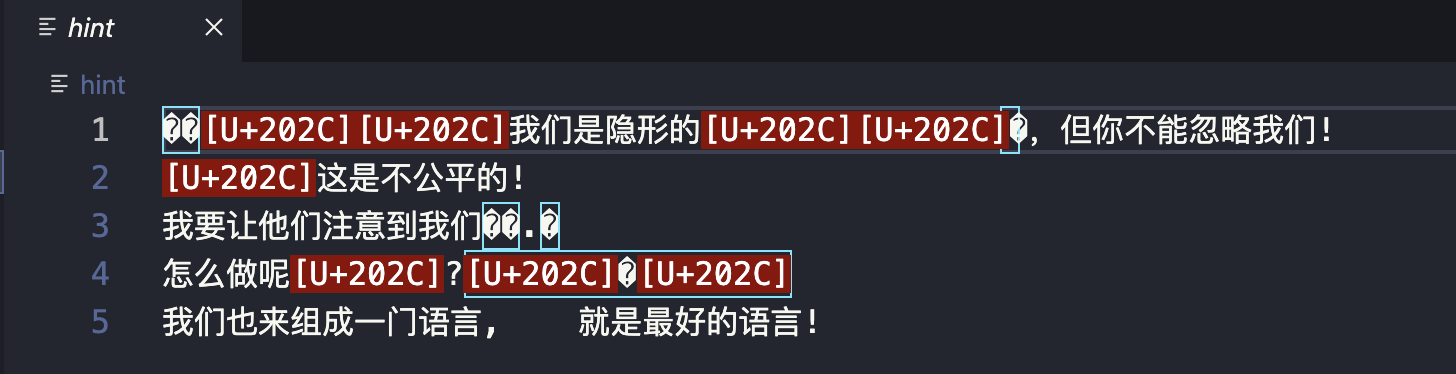 hint
hint
1 ��[U+202C][U+202C]我们是隐形的[U+202C][U+202C]�，但你不能忽略我们！
2 [U+202C]这是不公平的！
3 我要让他们注意到我们��.�
4 怎么做呢[U+202C]?[U+202C]�[U+202C]
5 我们也来组成一门语言，　　就是最好的语言！